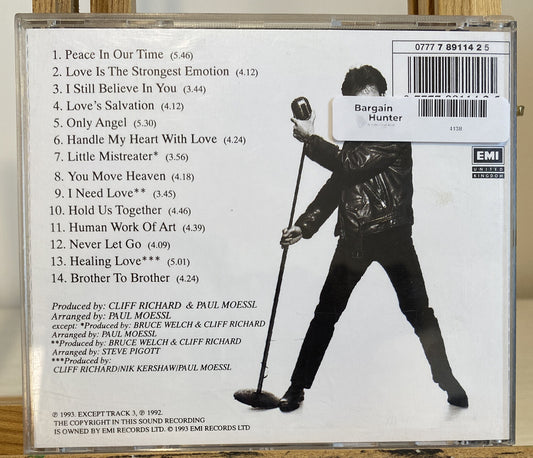 0777 7 89114 2 5
1. Peace In Our Time (5.46)
2. Love Is The Strongest Emotion (4.12)
3. I Still Believe In You (3.44)
4. Love's Salvation (4.12)
5. Only Angel (5.30)
6. Handle My Heart With Love (4.24)
7. Little Mistreater* (3.56)
8. You Move Heaven (4.18)
9. I Need Love** (3.45)
10. Hold Us Together (4.46)
11. Human Work Of Art (4.39)
12. Never Let Go (4.09)
13. Healing Love*** (5.01)
14. Brother To Brother (4.24)
Bargain
Hunter
4138
EMI
UNITED
KINGDOM
Produced by: CLIFF RICHARD & PAUL MOESSL
Arranged by: PAUL MOESSL
except: *Produced by: BRUCE WELCH & CLIFF RICHARD
Arranged by: PAUL MOESSL
**Produced by: BRUCE WELCH & CLIFF RICHARD
Arranged by: STEVE PIGOTT
***Produced by:
CLIFF RICHARD/NIK KERSHAW/PAUL MOESSL
℗ 1993. EXCEPT TRACK 3, ℗ 1992.
THE COPYRIGHT IN THIS SOUND RECORDING
IS OWNED BY EMI RECORDS LTD. © 1993 EMI RECORDS LTD